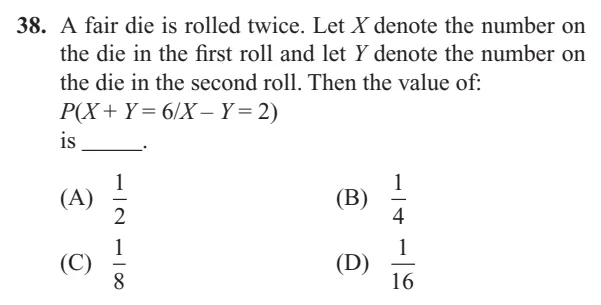 38. A fair die is rolled twice. Let X denote the number on
the die in the first roll and let Y denote the number on
the die in the second roll. Then the value of:
P(X + Y = 6/X – Y = 2)
is _____.
(A) 1/2 (B) 1/4
(C) 1/8 (D) 1/16